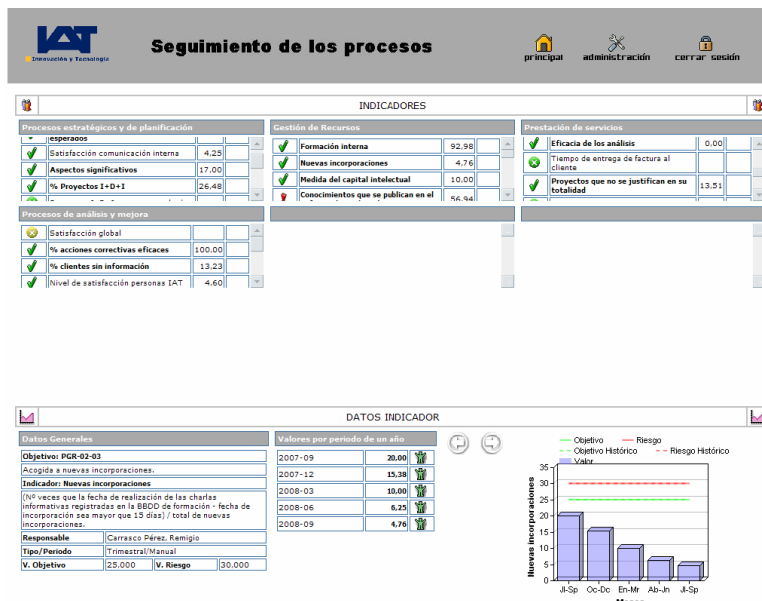 IAT
Innovación y Tecnología
Seguimiento de los procesos
principal
administración
cerrar sesión
INDICADORES
Procesos estratégicos y de planificación
esperados
Satisfacción comunicación interna 4.25
Aspectos significativos 17.00
% Proyectos I+D+I 26,48
Gestión de Recursos
Formación interna 92,98
Nuevas incorporaciones 4,76
Medida del capital intelectual 10.00
Conocimientos que se publican en el
56.94
Prestación de servicios
Eficacia de los análisis 0,00
Tiempo de entrega de factura al
cliente
Proyectos que no se justifican en su
totalidad 13,51
Procesos de análisis y mejora
Satisfacción global
% acciones correctivas eficaces 100.00
% clientes sin información 13.23
Nivel de satisfacción personas IAT 4.60
DATOS INDICADOR
Datos Generales
Objetivo: PGR-02-03
Acogida a nuevas incorporaciones.
Indicador: Nuevas incorporaciones
(Nº veces que la fecha de realización de las charlas
informativas registradas en la BBDD de formación - fecha de
incorporación sea mayor que 15 días) / total de nuevas
incorporaciones.
Responsable Carrasco Pérez, Remigio
Tipo/Periodo Trimestral/Manual
V. Objetivo 25.000 V. Riesgo 30.000
Valores por periodo de un año
2007-09 20,00
2007-12 15,38
2008-03 10,00
2008-06 6,25
2008-09 4,76
Objetivo Riesgo
Objetivo Histórico Riesgo Histórico
Valor
Nuevas incorporaciones
35
30
25
20
15
10
5
0
Jl-Sp Oc-Dc En-Mr Ab-Jn Jl-Sp